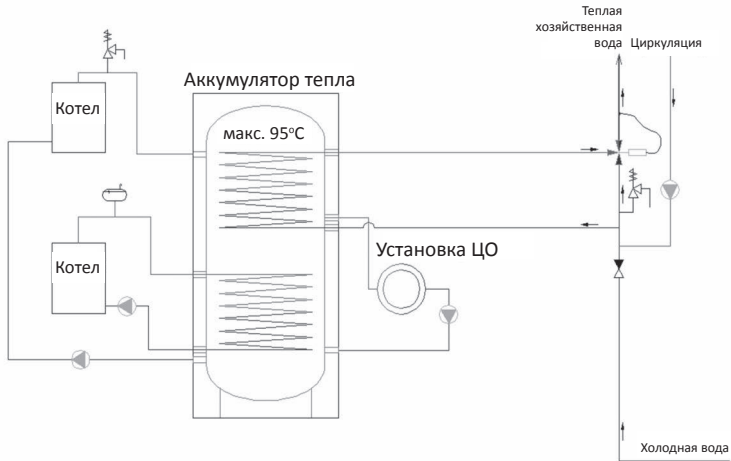 Теплая
хозяйственная
вода
Циркуляция
Аккумулятор тепла
Котел
макс. 95°C
Котел
Установка ЦО
Холодная вода